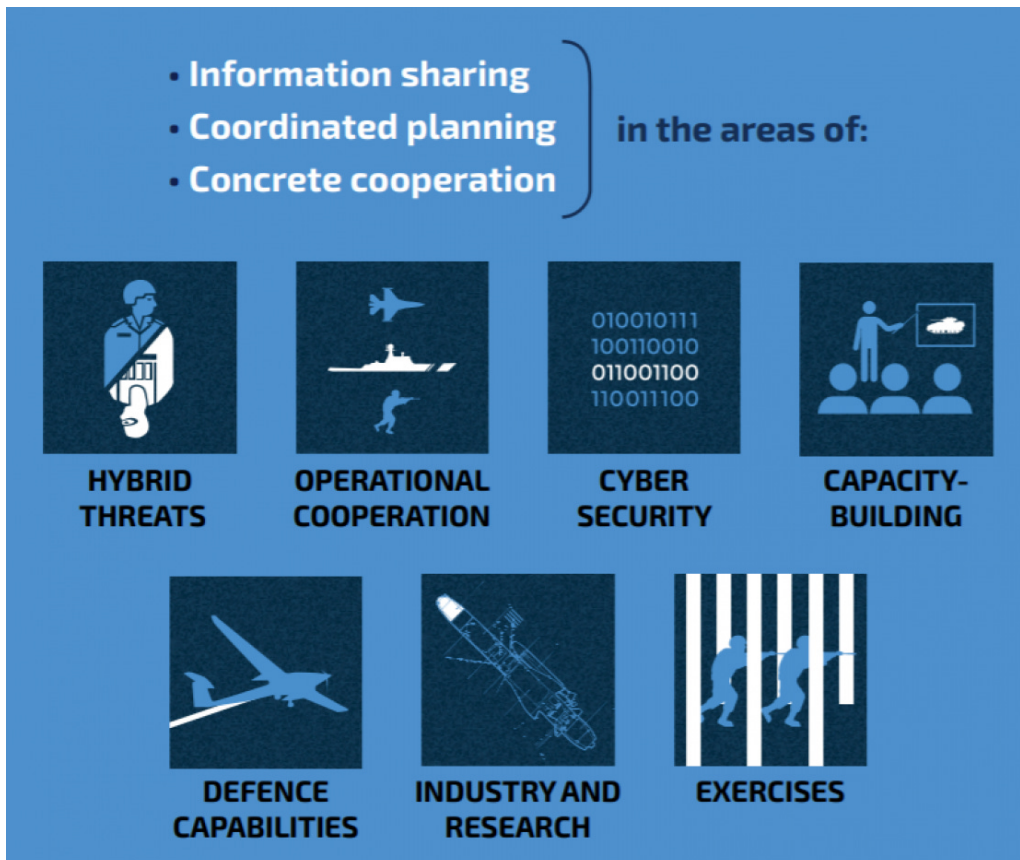 • Information sharing
• Coordinated planning
• Concrete cooperation
in the areas of:
010010111
100110010
011001100
110011100
HYBRID
THREATS
OPERATIONAL
COOPERATION
CYBER
SECURITY
CAPACITY-
BUILDING
DEFENCE
CAPABILITIES
INDUSTRY AND
RESEARCH
EXERCISES